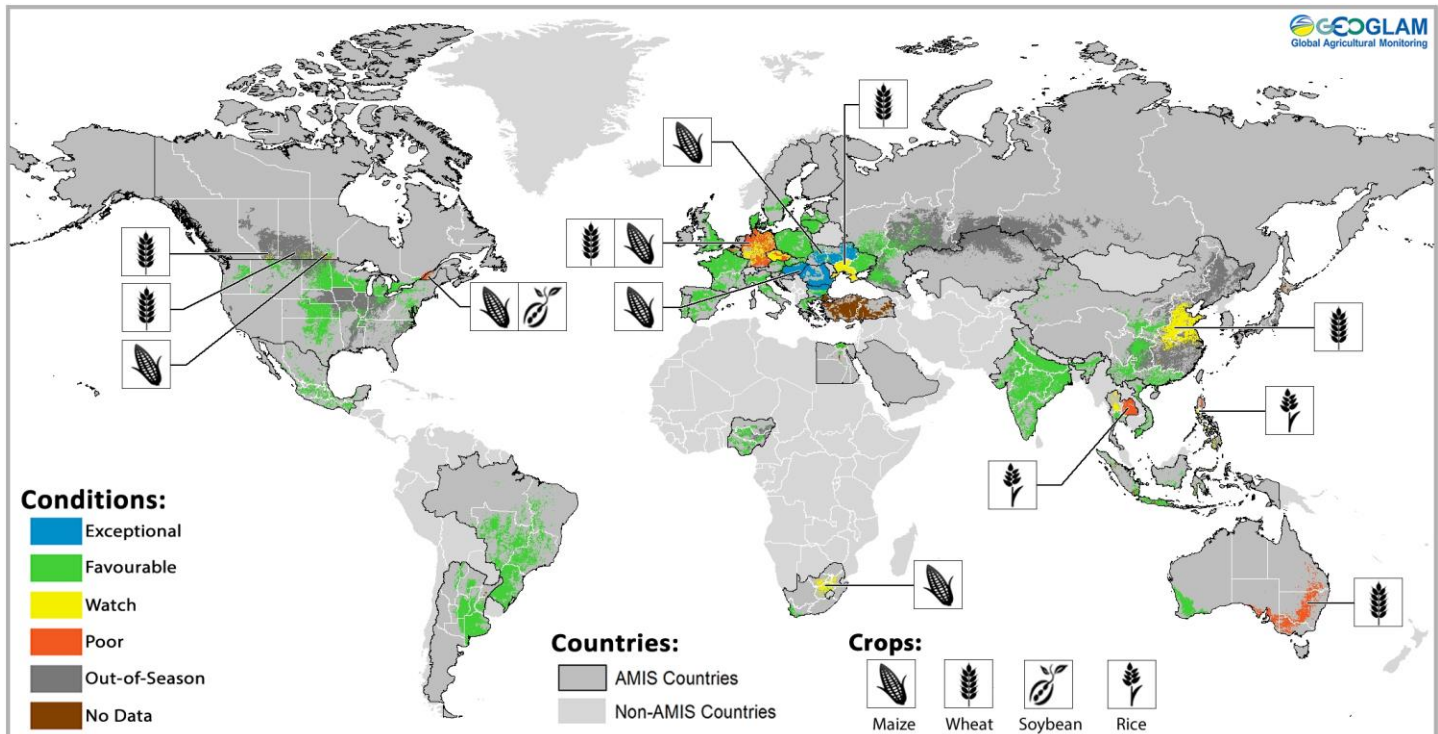 GEOGLAM
Global Agricultural Monitoring
Conditions:
Exceptional
Favourable
Watch
Poor
Out-of-Season
No Data
Countries:
AMIS Countries
Non-AMIS Countries
Crops:
Maize
Wheat
Soybean
Rice